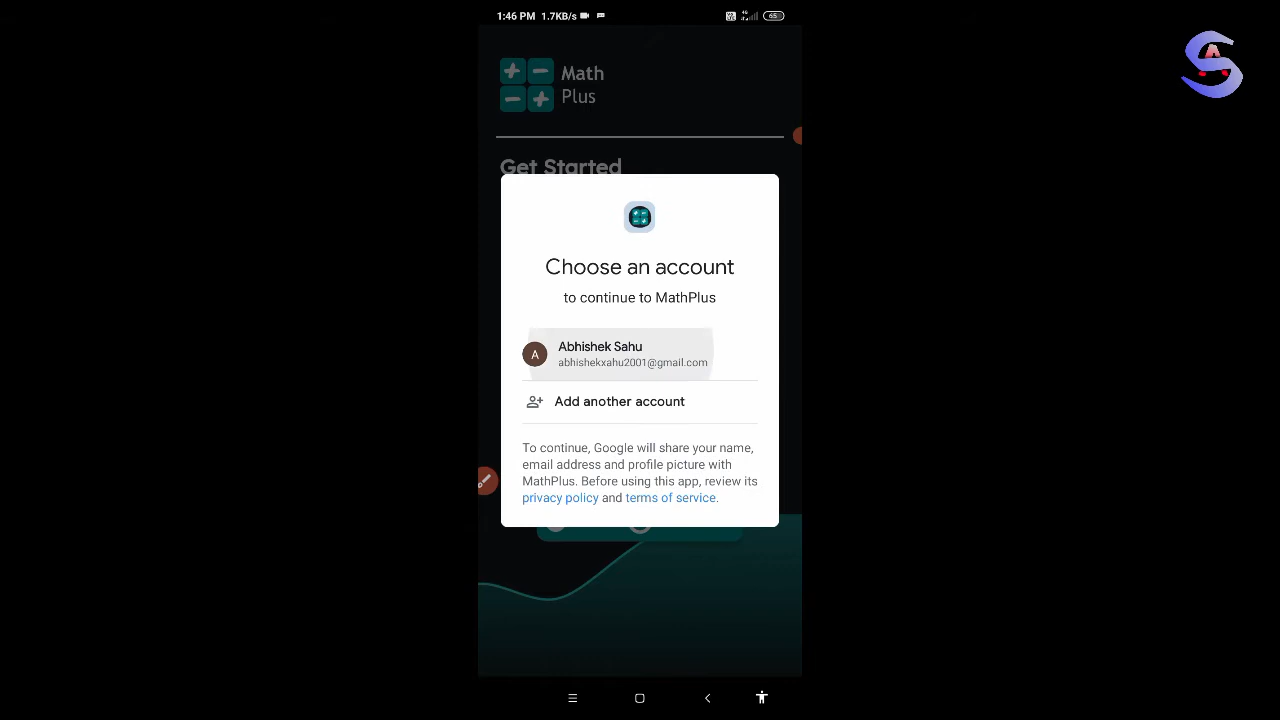 1:46 PM 1.7KB/s 4G 65
Math
Plus
Get Started
Choose an account
to continue to MathPlus
A
Abhishek Sahu
abhishekxahu2001@gmail.com
Add another account
To continue, Google will share your name,
email address and profile picture with
MathPlus. Before using this app, review its
privacy policy and terms of service.